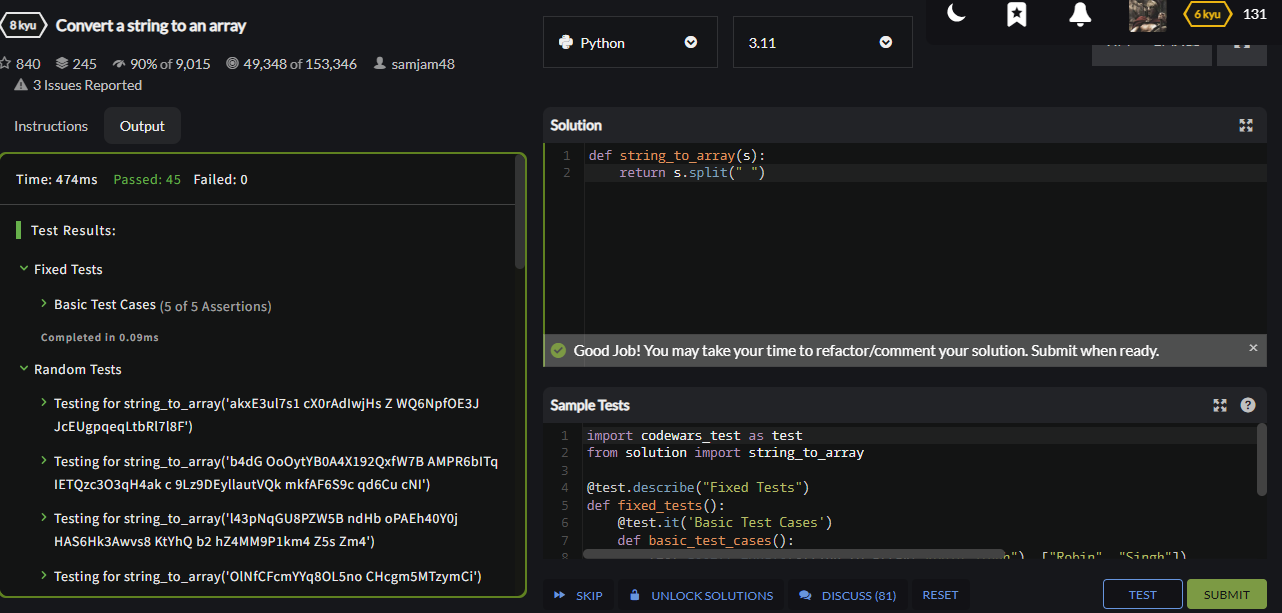 8 kyu Convert a string to an array
840 245 90% of 9,015 49,348 of 153,346 samjam48
3 Issues Reported
Python
3.11
6 kyu 131
Instructions Output
Time: 474ms Passed: 45 Failed: 0
Test Results:
Fixed Tests
Basic Test Cases (5 of 5 Assertions)
Completed in 0.09ms
Random Tests
Testing for string_to_array('akxE3ul7s1 cX0rAdIwjHs Z WQ6NpfOE3J
JcEUgpqeqLtbRl7l8F')
Testing for string_to_array('b4dG OoOytYB0A4X192QxfW7B AMPR6bITq
IETQzc3O3qH4ak c 9Lz9DEyllautVQk mkfAF6S9c qd6Cu cNI')
Testing for string_to_array('l43pNqGU8PZW5B ndHb oPAEh40Y0j
HAS6Hk3Awvs8 KtYhQ b2 hZ4MM9P1km4 Z5s Zm4')
Testing for string_to_array('OlNfCFcmYYq8OL5no CHcgm5MTzymCi')
Solution
1 def string_to_array(s):
2     return s.split(" ")
Good Job! You may take your time to refactor/comment your solution. Submit when ready.
Sample Tests
1 import codewars_test as test
2 from solution import string_to_array
3
4 @test.describe("Fixed Tests")
5 def fixed_tests():
6     @test.it('Basic Test Cases')
7     def basic_test_cases():
8 ["Robin", "Singh"])
SKIP UNLOCK SOLUTIONS DISCUSS (81) RESET TEST SUBMIT